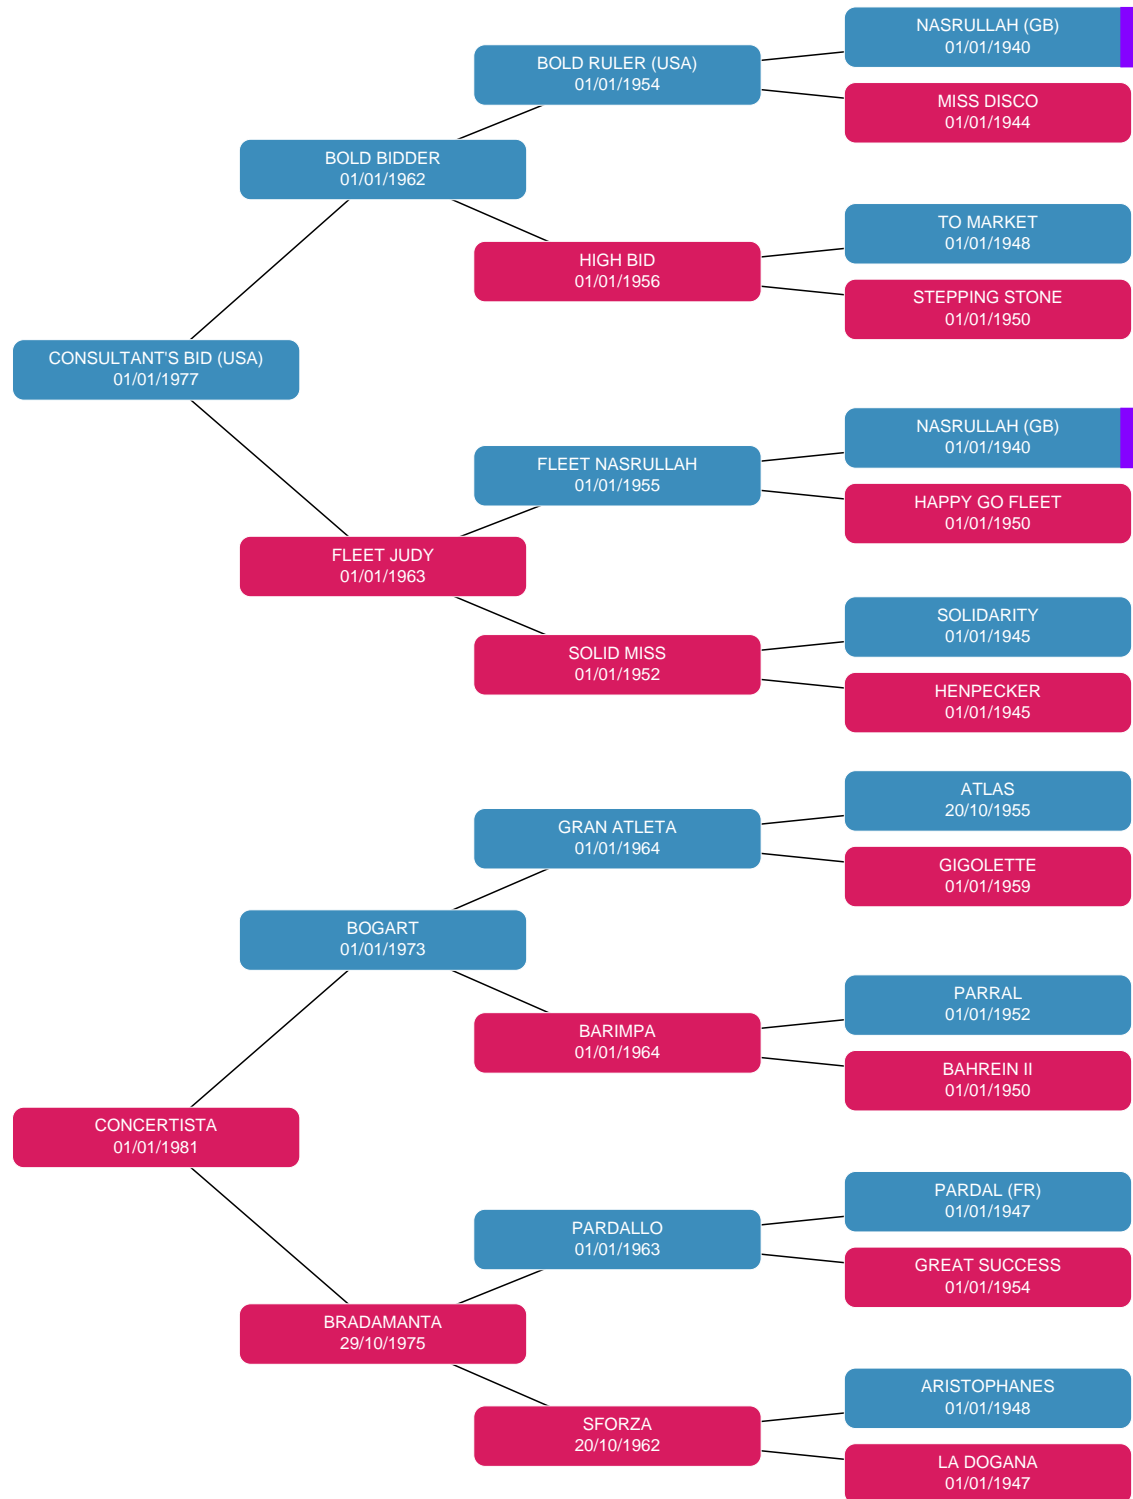 NASRULLAH (GB)
01/01/1940
BOLD RULER (USA)
01/01/1954
MISS DISCO
01/01/1944
BOLD BIDDER
01/01/1962
TO MARKET
01/01/1948
HIGH BID
01/01/1956
STEPPING STONE
01/01/1950
CONSULTANT'S BID (USA)
01/01/1977
NASRULLAH (GB)
01/01/1940
FLEET NASRULLAH
01/01/1955
HAPPY GO FLEET
01/01/1950
FLEET JUDY
01/01/1963
SOLIDARITY
01/01/1945
SOLID MISS
01/01/1952
HENPECKER
01/01/1945
ATLAS
20/10/1955
GRAN ATLETA
01/01/1964
GIGOLETTE
01/01/1959
BOGART
01/01/1973
PARRAL
01/01/1952
BARIMPA
01/01/1964
BAHREIN II
01/01/1950
CONCERTISTA
01/01/1981
PARDAL (FR)
01/01/1947
PARDALLO
01/01/1963
GREAT SUCCESS
01/01/1954
BRADAMANTA
29/10/1975
ARISTOPHANES
01/01/1948
SFORZA
20/10/1962
LA DOGANA
01/01/1947